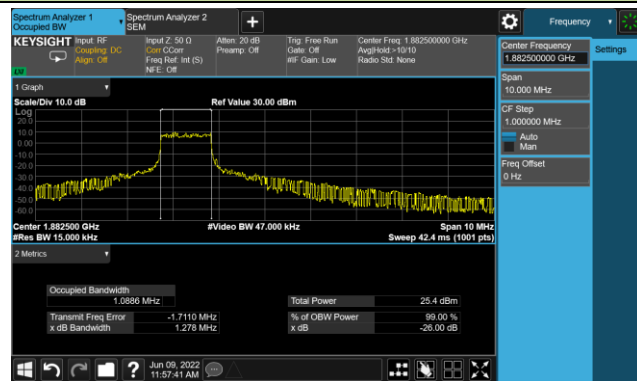 Spectrum Analyzer 1
Occupied BW
Spectrum Analyzer 2
SEM
Frequency
KEYSIGHT
Input: RF
Coupling: DC
Align: Off
Input Z: 50 Ω
Corr CCorr
Freq Ref: Int (S)
NFE: Off
Atten: 20 dB
Preamp: Off
Trig: Free Run
Gate: Off
#IF Gain: Low
Center Freq: 1.882500000 GHz
Avg|Hold:>10/10
Radio Std: None
Center Frequency
1.882500000 GHz
Settings
Span
10.000 MHz
CF Step
1.000000 MHz
Auto
Man
Freq Offset
0 Hz
1 Graph
Scale/Div 10.0 dB
Ref Value 30.00 dBm
Log
20.0
10.0
0.00
-10.0
-20.0
-30.0
-40.0
-50.0
-60.0
Center 1.882500 GHz
#Video BW 47.000 kHz
Span 10 MHz
#Res BW 15.000 kHz
Sweep 42.4 ms (1001 pts)
2 Metrics
Occupied Bandwidth
1.0886 MHz
Total Power 25.4 dBm
Transmit Freq Error -1.7110 MHz
% of OBW Power 99.00 %
x dB Bandwidth 1.278 MHz
x dB -26.00 dB
Jun 09, 2022
11:57:41 AM